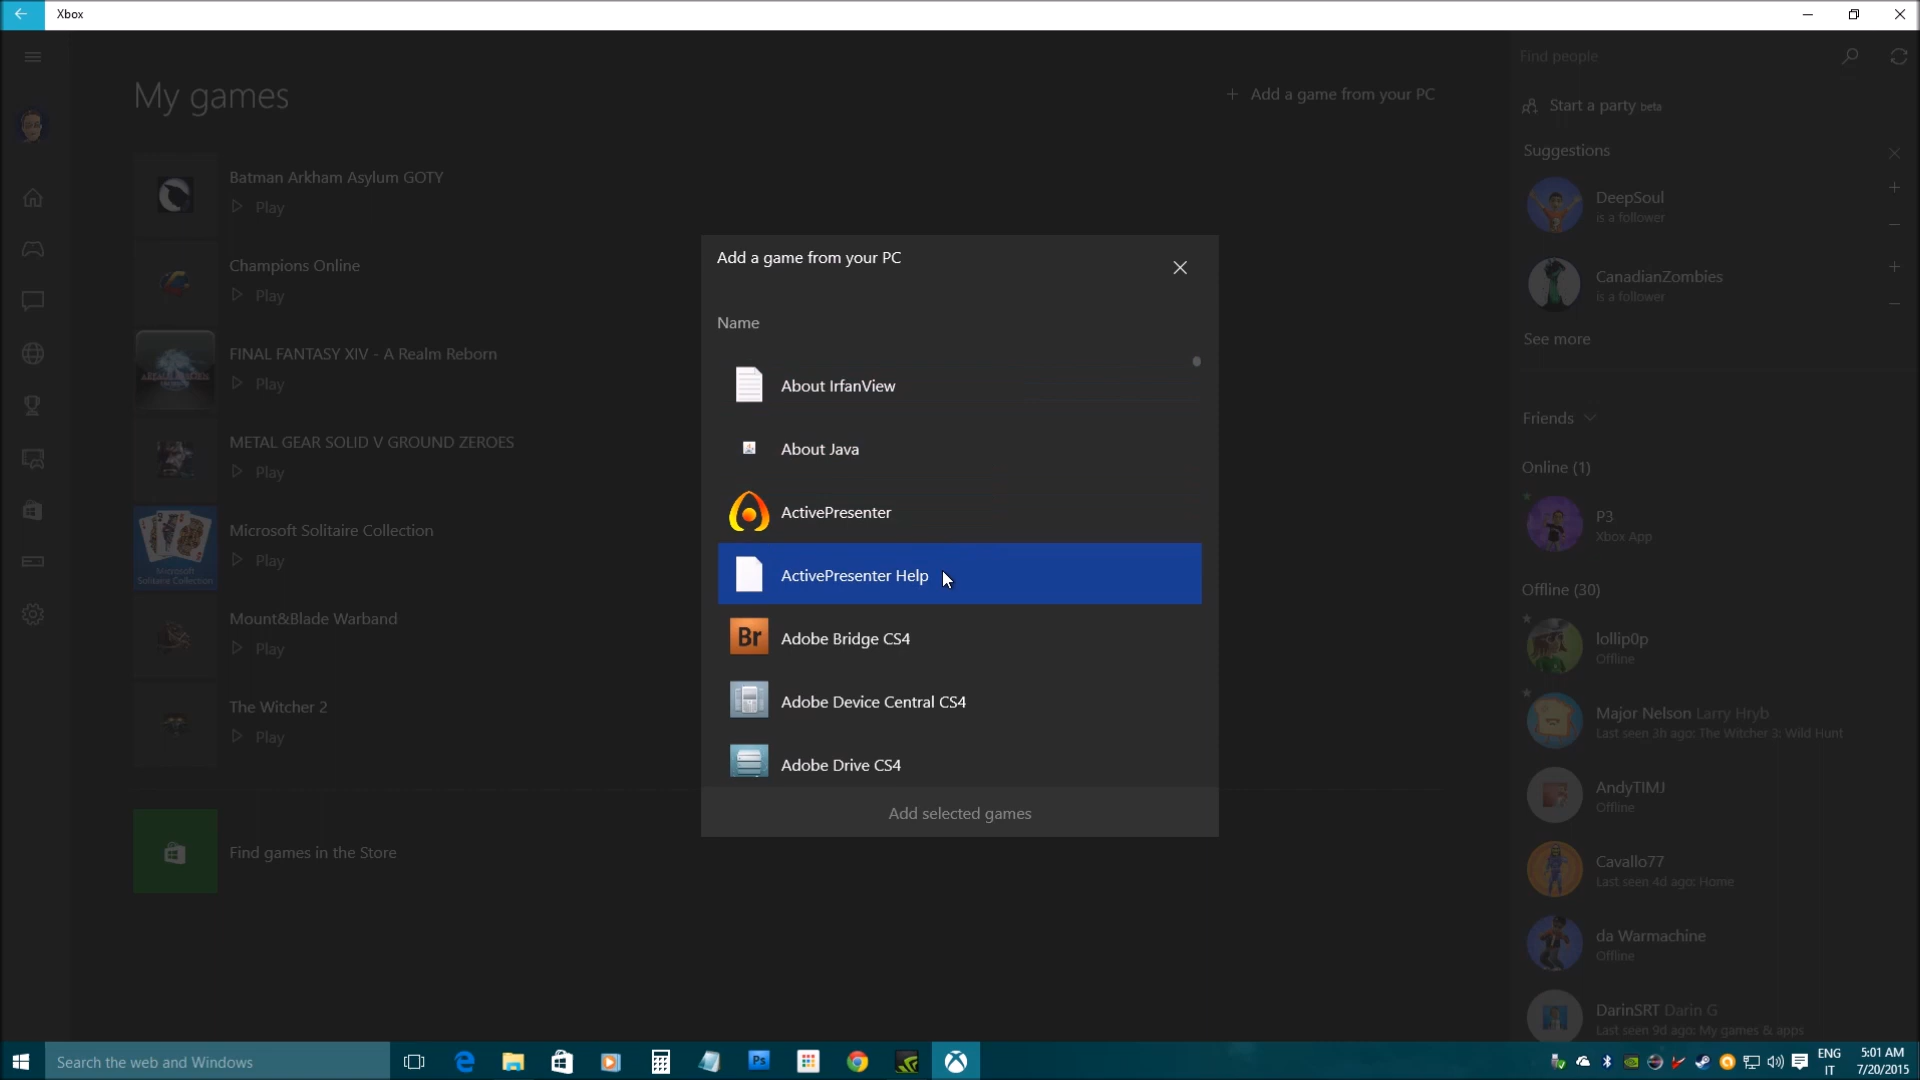 Xbox
My games
+ Add a game from your PC
Batman Arkham Asylum GOTY
Play
Champions Online
Play
FINAL FANTASY XIV - A Realm Reborn
Play
METAL GEAR SOLID V GROUND ZEROES
Play
Microsoft Solitaire Collection
Play
Microsoft
Solitaire Collection
Mount&Blade Warband
Play
The Witcher 2
Play
Find games in the Store
Add a game from your PC
Name
About IrfanView
About Java
ActivePresenter
ActivePresenter Help
Br
Adobe Bridge CS4
Adobe Device Central CS4
Adobe Drive CS4
Add selected games
Find people
Start a party beta
Suggestions
DeepSoul
is a follower
CanadianZombies
is a follower
See more
Friends
Online (1)
P3
Xbox App
Offline (30)
lollip0p
Offline
Major Nelson Larry Hryb
Last seen 3h ago: The Witcher 3: Wild Hunt
AndyTIMJ
Offline
Cavallo77
Last seen 4d ago: Home
da Warmachine
Offline
DarinSRT Darin G
Last seen 9d ago: My games & apps
Search the web and Windows
Ps
ENG
IT
5:01 AM
7/20/2015